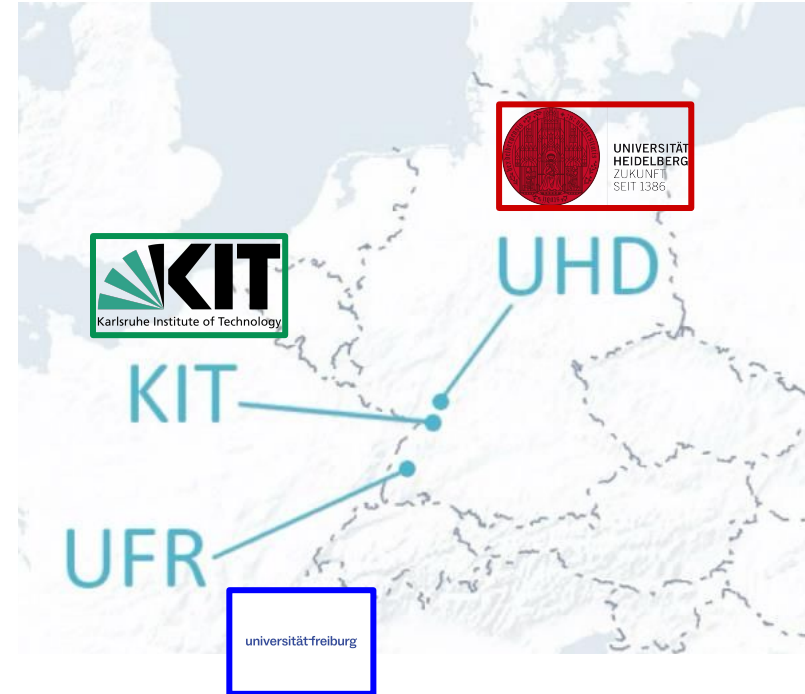 UNIVERSITÄT
HEIDELBERG
ZUKUNFT
SEIT 1386
UHD
KIT
Karlsruhe Institute of Technology
KIT
UFR
universität freiburg